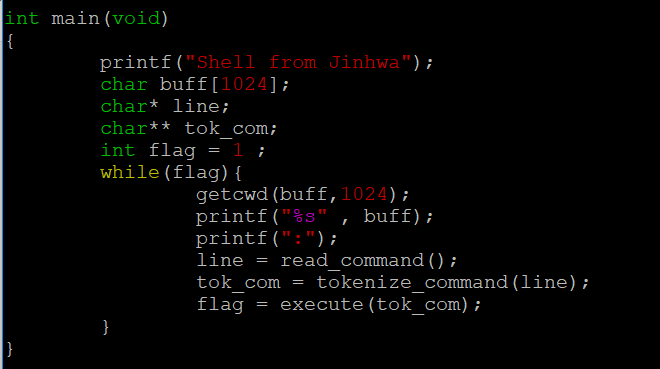 int main(void)
{
        printf("Shell from Jinhwa");
        char buff[1024];
        char* line;
        char** tok_com;
        int flag = 1 ;
        while(flag){
                getcwd(buff,1024);
                printf("%s" , buff);
                printf(":");
                line = read_command();
                tok_com = tokenize_command(line);
                flag = execute(tok_com);
        }
}